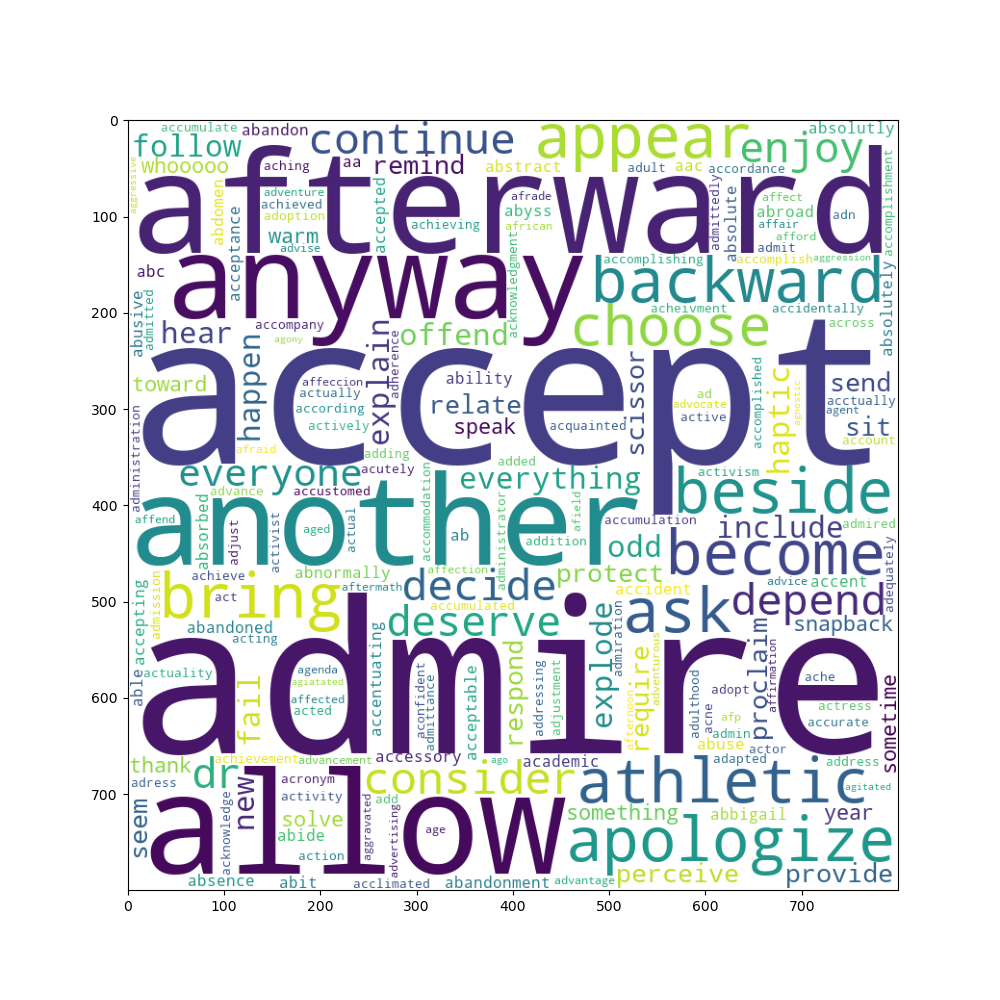 0
100
200
300
400
500
600
700
0 100 200 300 400 500 600 700
accumulate abandon continue appear absolutly
follow enjoy
whooooo aching aa remind abstract adult aac accordance
aggressive afterward accomplishment
adventure afrade affect
abdomen achieved accepted abyss admittedly absolute abroad adn
acceptance adoption achieving african affair
warm afford
advise admit
abc anyway acknowledgment accomplishing accomplish aggression
backward absolutely
abusive admitted acheivment accidentally
hear accompany offend choose across
agony
happen explain adherence
accept
toward affeccion ability scissor accomplished haptic agnostic send
actually ad acctually
according relate advocate agent
actively speak acquainted active sit
administration afraid adding account
everyone acutely added activism
accommodation everything
advance accustomed beside
another administrator afield accumulation include admired
affend absorbed adjust activist aged actual ab addition odd become
achieve abnormally affection decide protect advice accent adequately
aftermath
admission bring act accumulated accident
accepting abandoned deserve explode admiration ask depend
acting snapback
able actuality agenda accentuating admire ache
agiatated aconfident admittance acceptable respond addressing adjustment afternoon require adventurous adulthood acne adopt proclaim affirmation
fail affected actress
acted afp accurate
admin
sometime
thank achievement advancement accessory ago academic abuse actor adapted address
adress dr acronym consider athletic agitated
seem acknowledge new activity aggravated add advertising something abbigail year
solve
allow age apologize
abide
action
absence abit acclimated abandonment advantage perceive provide